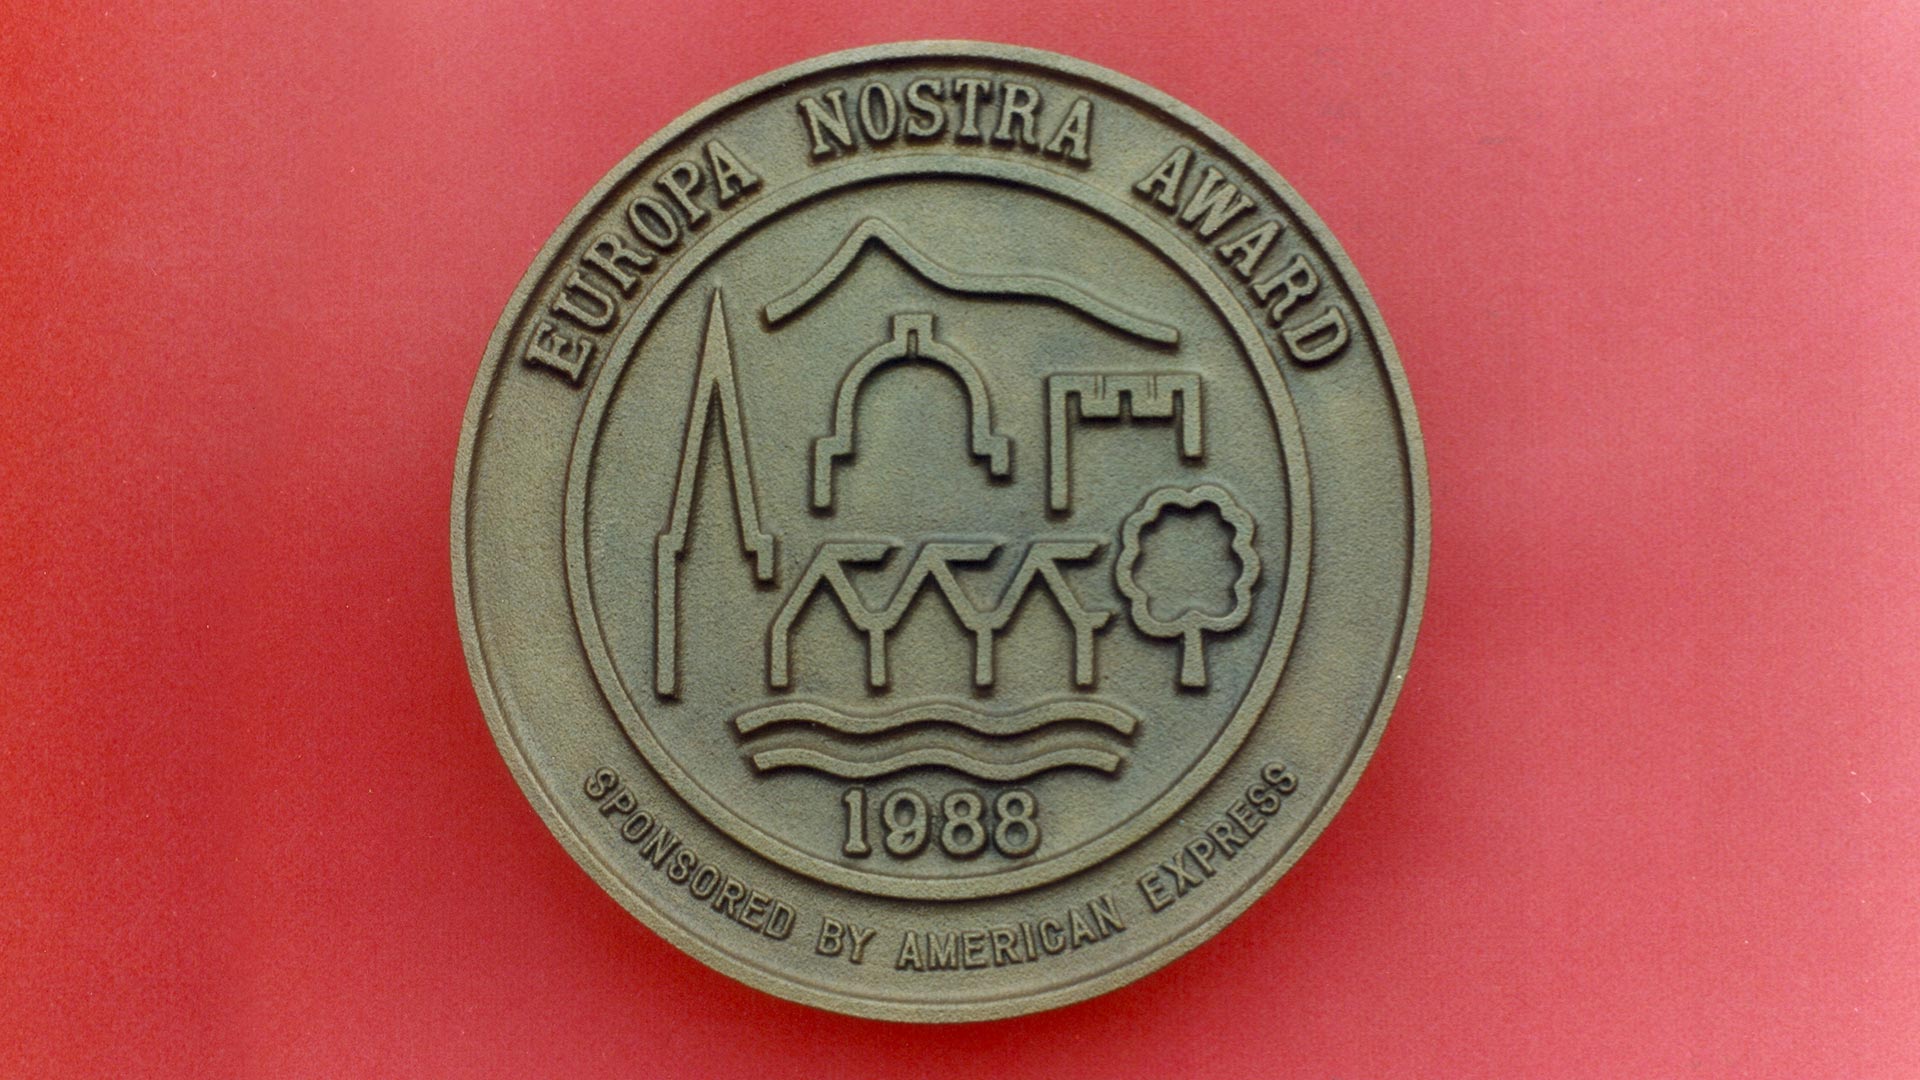 EUROPA NOSTRA AWARD
1988
SPONSORED BY AMERICAN EXPRESS